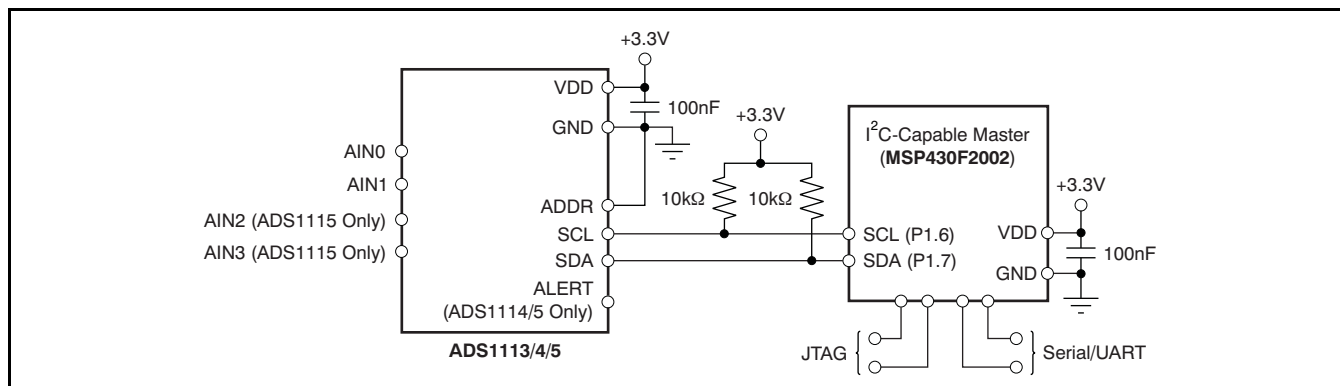 +3.3V
VDD
100nF
GND
AIN0
AIN1
AIN2 (ADS1115 Only)
AIN3 (ADS1115 Only)
ADDR
SCL
SDA
ALERT
(ADS1114/5 Only)
ADS1113/4/5
+3.3V
10kΩ
10kΩ
I²C-Capable Master
(MSP430F2002)
SCL (P1.6)
SDA (P1.7)
+3.3V
VDD
100nF
GND
JTAG
Serial/UART